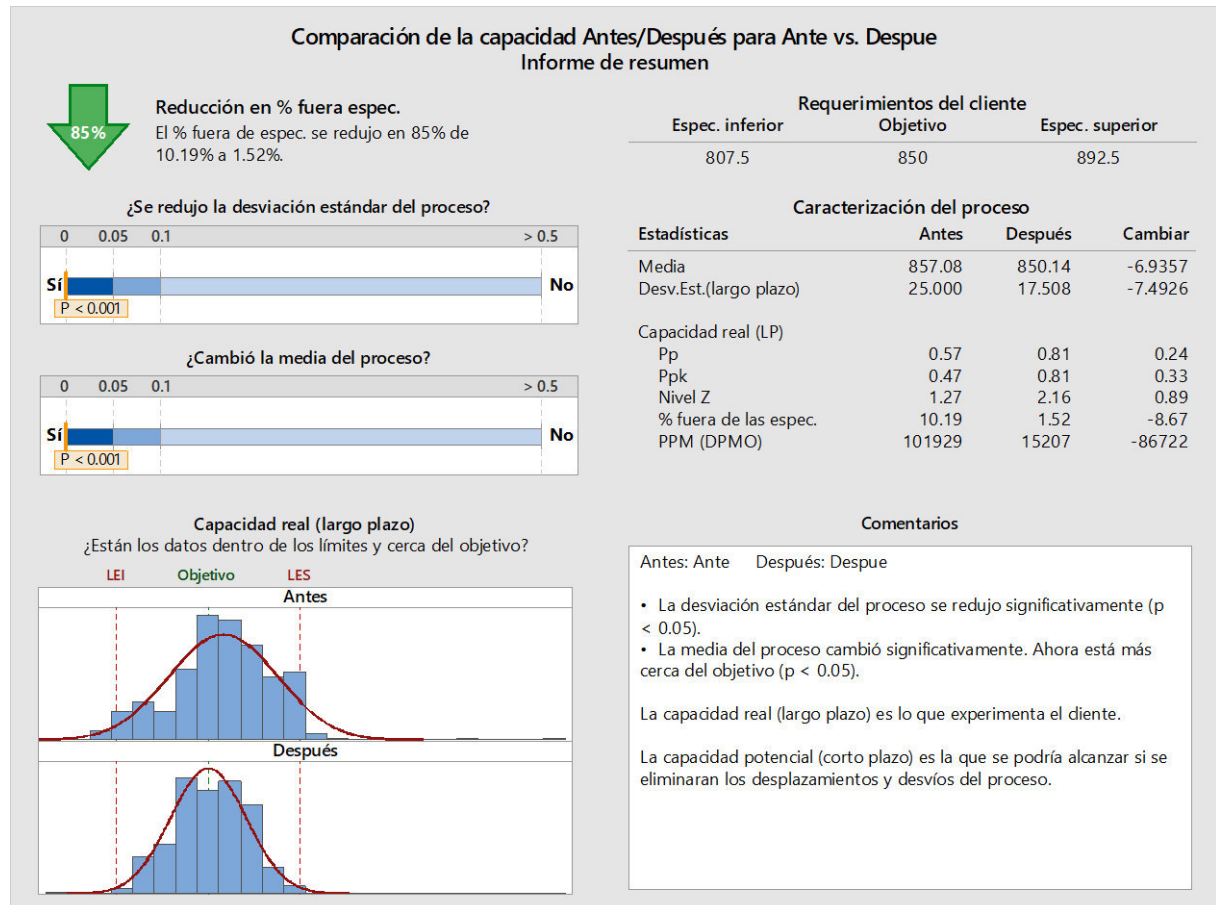 Comparación de la capacidad Antes/Después para Ante vs. Despue
Informe de resumen
85%
Reducción en % fuera espec.
El % fuera de espec. se redujo en 85% de
10.19% a 1.52%.
Requerimientos del cliente
Espec. inferior Objetivo Espec. superior
807.5 850 892.5
¿Se redujo la desviación estándar del proceso?
0 0.05 0.1 > 0.5
Sí No
P < 0.001
¿Cambió la media del proceso?
0 0.05 0.1 > 0.5
Sí No
P < 0.001
Caracterización del proceso
Estadísticas Antes Después Cambiar
Media 857.08 850.14 -6.9357
Desv.Est.(largo plazo) 25.000 17.508 -7.4926
Capacidad real (LP)
Pp 0.57 0.81 0.24
Ppk 0.47 0.81 0.33
Nivel Z 1.27 2.16 0.89
% fuera de las espec. 10.19 1.52 -8.67
PPM (DPMO) 101929 15207 -86722
Capacidad real (largo plazo)
¿Están los datos dentro de los límites y cerca del objetivo?
LEI Objetivo LES
Antes
Después
Comentarios
Antes: Ante Después: Despue
• La desviación estándar del proceso se redujo significativamente (p
< 0.05).
• La media del proceso cambió significativamente. Ahora está más
cerca del objetivo (p < 0.05).
La capacidad real (largo plazo) es lo que experimenta el cliente.
La capacidad potencial (corto plazo) es la que se podría alcanzar si se
eliminaran los desplazamientos y desvíos del proceso.